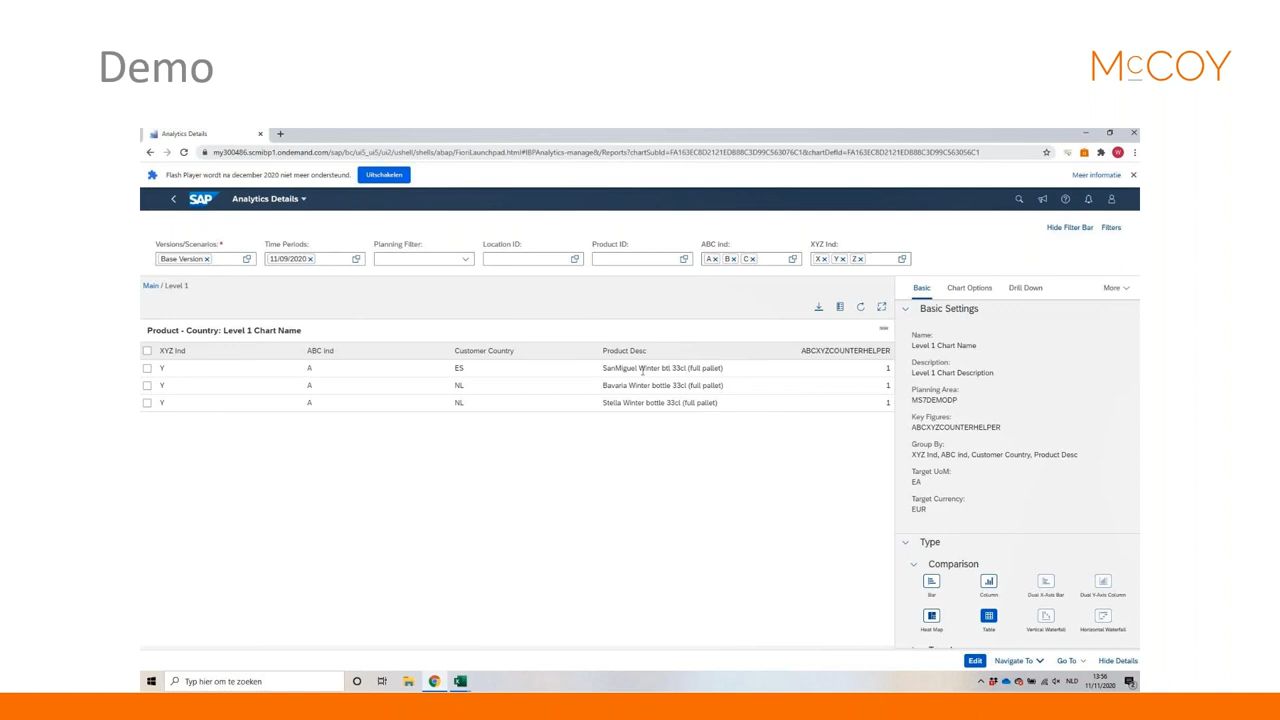 Demo
McCOY
Analytics Details
my300486.scmibp1.ondemand.com/sap/bc/ui5_ui5/ui2/ushell/shells/abap/FioriLaunchpad.html#IBPAnalytics-manage&/Reports?chartSubId=FA163EC8D2121EDB88C3D99C563076C1&chartDefId=FA163EC8D2121EDB88C3D99C563056C1
Flash Player wordt na december 2020 niet meer ondersteund.
Uitschakelen
Meer informatie
SAP
Analytics Details
Hide Filter Bar
Filters
Versions/Scenarios:*
Time Periods:
Planning Filter:
Location ID:
Product ID:
ABC ind:
XYZ Ind:
Base Version
11/09/2020
A B C
X Y Z
Main / Level 1
Basic
Chart Options
Drill Down
More
Product - Country: Level 1 Chart Name
XYZ Ind ABC ind Customer Country Product Desc ABCXYZCOUNTERHELPER
Y A ES SanMiguel Winter btl 33cl (full pallet) 1
Y A NL Bavaria Winter bottle 33cl (full pallet) 1
Y A NL Stella Winter bottle 33cl (full pallet) 1
Basic Settings
Name:
Level 1 Chart Name
Description:
Level 1 Chart Description
Planning Area:
MS7DEMODP
Key Figures:
ABCXYZCOUNTERHELPER
Group By:
XYZ Ind, ABC ind, Customer Country, Product Desc
Target UoM:
EA
Target Currency:
EUR
Type
Comparison
Bar
Column
Dual X-Axis Bar
Dual Y-Axis Column
Heat Map
Table
Vertical Waterfall
Horizontal Waterfall
Edit
Navigate To
Go To
Hide Details
Typ hier om te zoeken
NLD
13:56
11/11/2020